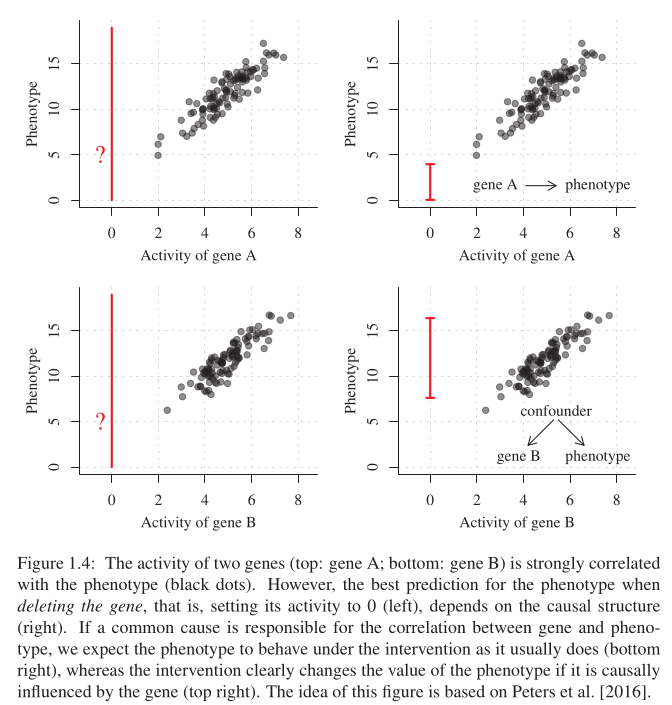 Phenotype
15
10
5
0
?
0 2 4 6 8
Activity of gene A
Phenotype
15
10
5
0
gene A phenotype
0 2 4 6 8
Activity of gene A
Phenotype
15
10
5
0
?
0 2 4 6 8
Activity of gene B
Phenotype
15
10
5
0
confounder
gene B phenotype
0 2 4 6 8
Activity of gene B
Figure 1.4: The activity of two genes (top: gene A; bottom: gene B) is strongly correlated
with the phenotype (black dots). However, the best prediction for the phenotype when
deleting the gene, that is, setting its activity to 0 (left), depends on the causal structure
(right). If a common cause is responsible for the correlation between gene and pheno-
type, we expect the phenotype to behave under the intervention as it usually does (bottom
right), whereas the intervention clearly changes the value of the phenotype if it is causally
influenced by the gene (top right). The idea of this figure is based on Peters et al. [2016].